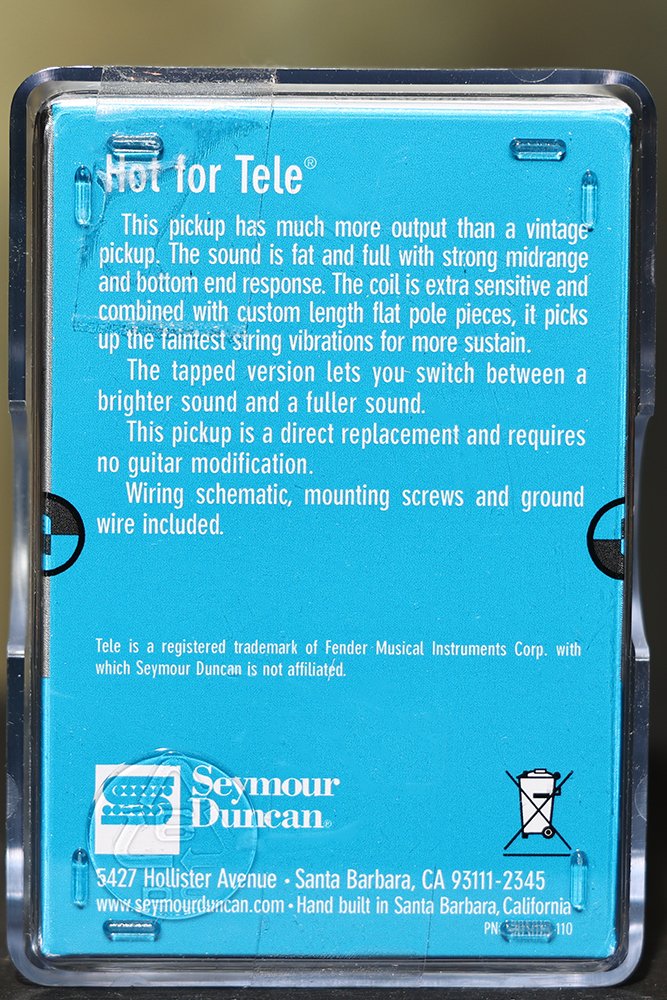 Hot for Tele®
This pickup has much more output than a vintage
pickup. The sound is fat and full with strong midrange
and bottom end response. The coil is extra sensitive and
combined with custom length flat pole pieces, it picks
up the faintest string vibrations for more sustain.
The tapped version lets you switch between a
brighter sound and a fuller sound.
This pickup is a direct replacement and requires
no guitar modification.
Wiring schematic, mounting screws and ground
wire included.
Tele is a registered trademark of Fender Musical Instruments Corp. with
which Seymour Duncan is not affiliated.
Seymour
Duncan®
5427 Hollister Avenue • Santa Barbara, CA 93111-2345
www.seymourduncan.com • Hand built in Santa Barbara, California
PN: 110